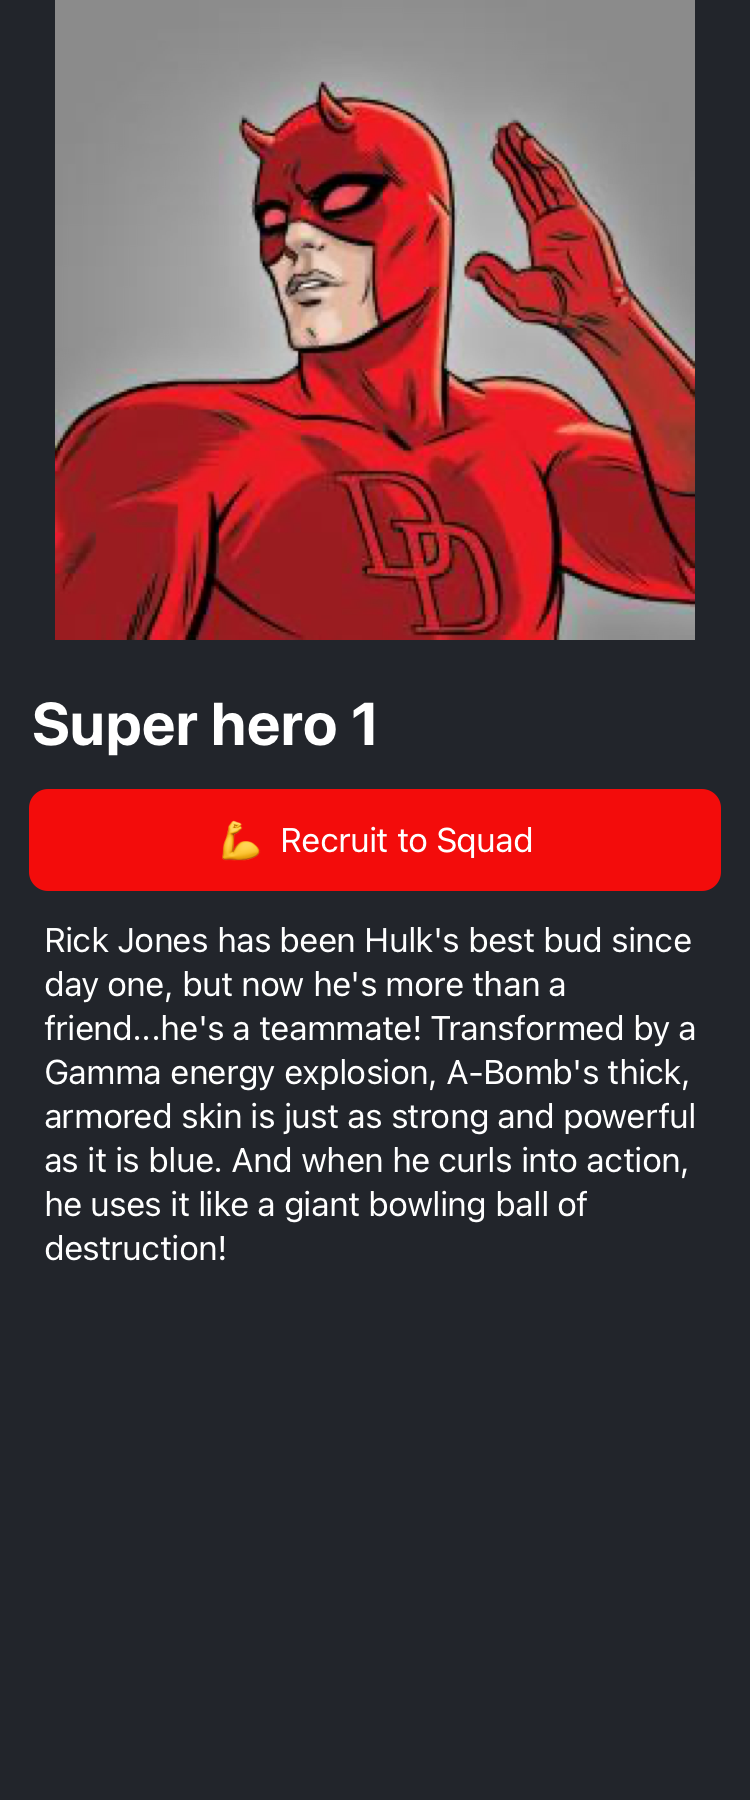 DD
Super hero 1
💪 Recruit to Squad
Rick Jones has been Hulk's best bud since
day one, but now he's more than a
friend...he's a teammate! Transformed by a
Gamma energy explosion, A-Bomb's thick,
armored skin is just as strong and powerful
as it is blue. And when he curls into action,
he uses it like a giant bowling ball of
destruction!